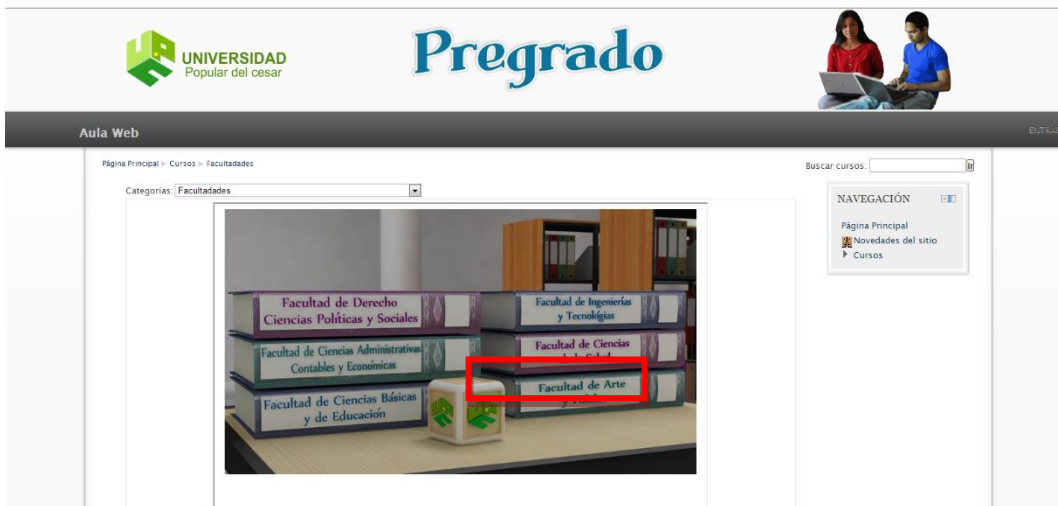 UNIVERSIDAD
Popular del cesar
Pregrado
Aula Web
Página Principal ► Cursos ► Facultadades
Buscar cursos:
Categorías: Facultadades
NAVEGACIÓN
Página Principal
Novedades del sitio
Cursos
Facultad de Derecho
Ciencias Políticas y Sociales
Facultad de Ciencias Administrativas
Contables y Económicas
Facultad de Ciencias Básicas
y de Educación
Facultad de Ingenierías
y Tecnológias
Facultad de Ciencias
Facultad de Arte